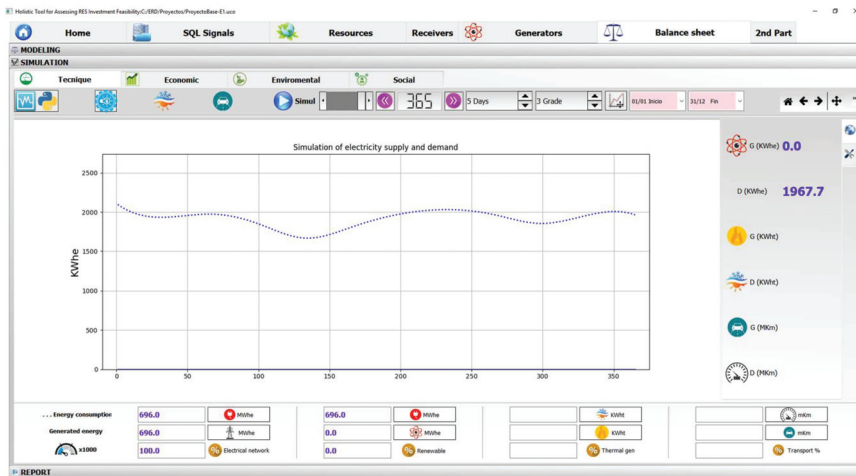 Holistic Tool for Assessing RES Investment Feasibility:C:/ERD/Proyectos/ProyectoBase-E1.uce
Home SQL Signals Resources Receivers Generators Balance sheet 2nd Part
MODELING
SIMULATION
Tecnique Economic Enviromental Social
Simul 365 5 Days 3 Grade 01/01 Inicio 31/12 Fin
Simulation of electricity supply and demand
2500
2000
1500
1000
500
0
KWhe
0 50 100 150 200 250 300 350
G (KWhe) 0.0
D (KWhe) 1967.7
G (KWht)
D (KWht)
G (MKm)
D (MKm)
... Energy consumptive 696.0 MWhe 696.0 MWhe KWht mKm
Generated energy 696.0 MWhe 0.0 MWhe KWht mKm
x1000 100.0 Electrical network 0.0 Renewable Thermal gen Transport %
REPORT